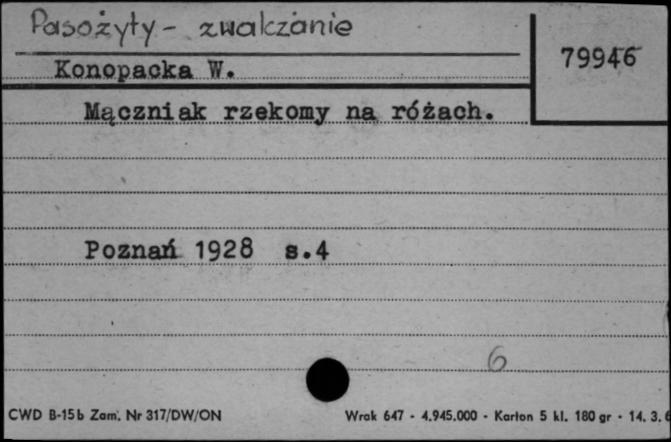 Pasożyty - zwalczanie
79946
Konopacka W.
Mączniak rzekomy na różach.
Poznań 1928 s.4
6
CWD B-15b Zam. Nr 317/DW/ON
Wrak 647 - 4.945.000 - Karton 5 kl. 180 gr - 14. 3. 6